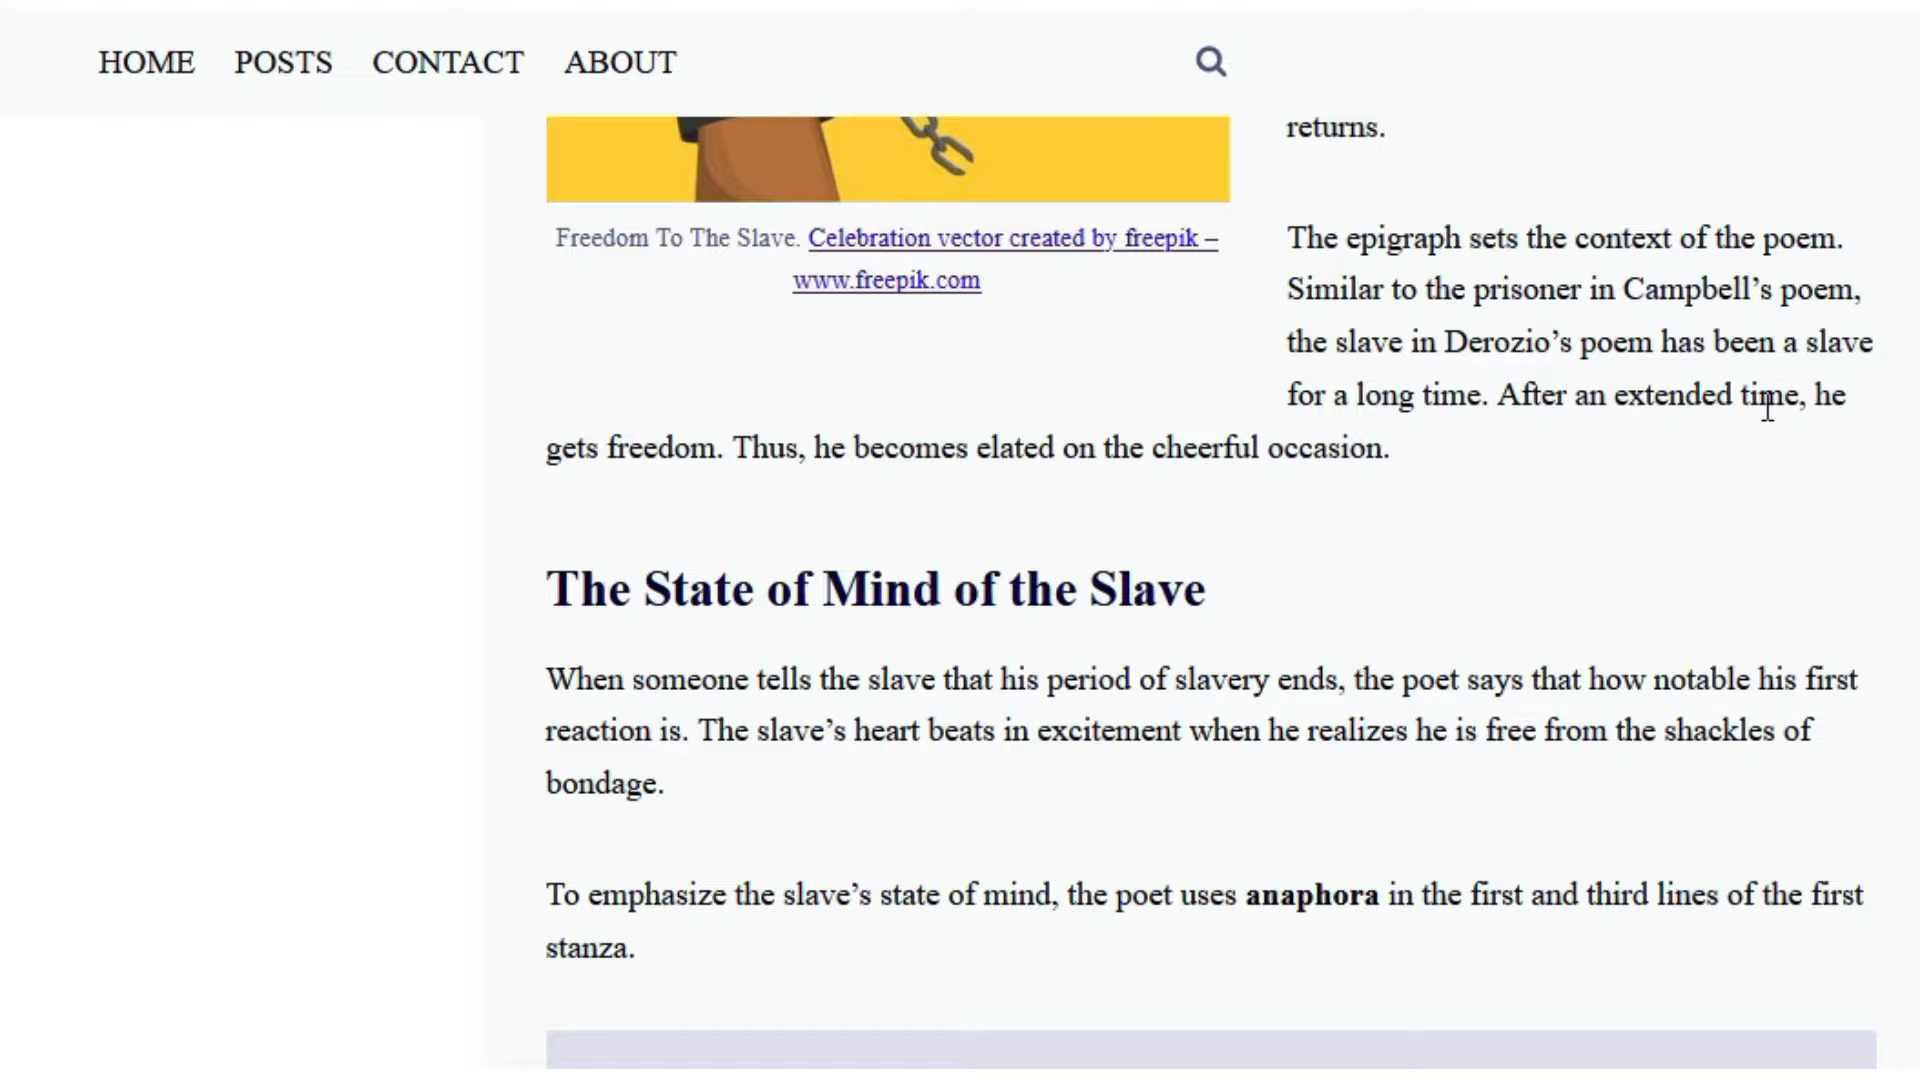 HOME POSTS CONTACT ABOUT
returns.
Freedom To The Slave. Celebration vector created by freepik –
www.freepik.com
The epigraph sets the context of the poem.
Similar to the prisoner in Campbell’s poem,
the slave in Derozio’s poem has been a slave
for a long time. After an extended time, he
gets freedom. Thus, he becomes elated on the cheerful occasion.
The State of Mind of the Slave
When someone tells the slave that his period of slavery ends, the poet says that how notable his first
reaction is. The slave’s heart beats in excitement when he realizes he is free from the shackles of
bondage.
To emphasize the slave’s state of mind, the poet uses anaphora in the first and third lines of the first
stanza.